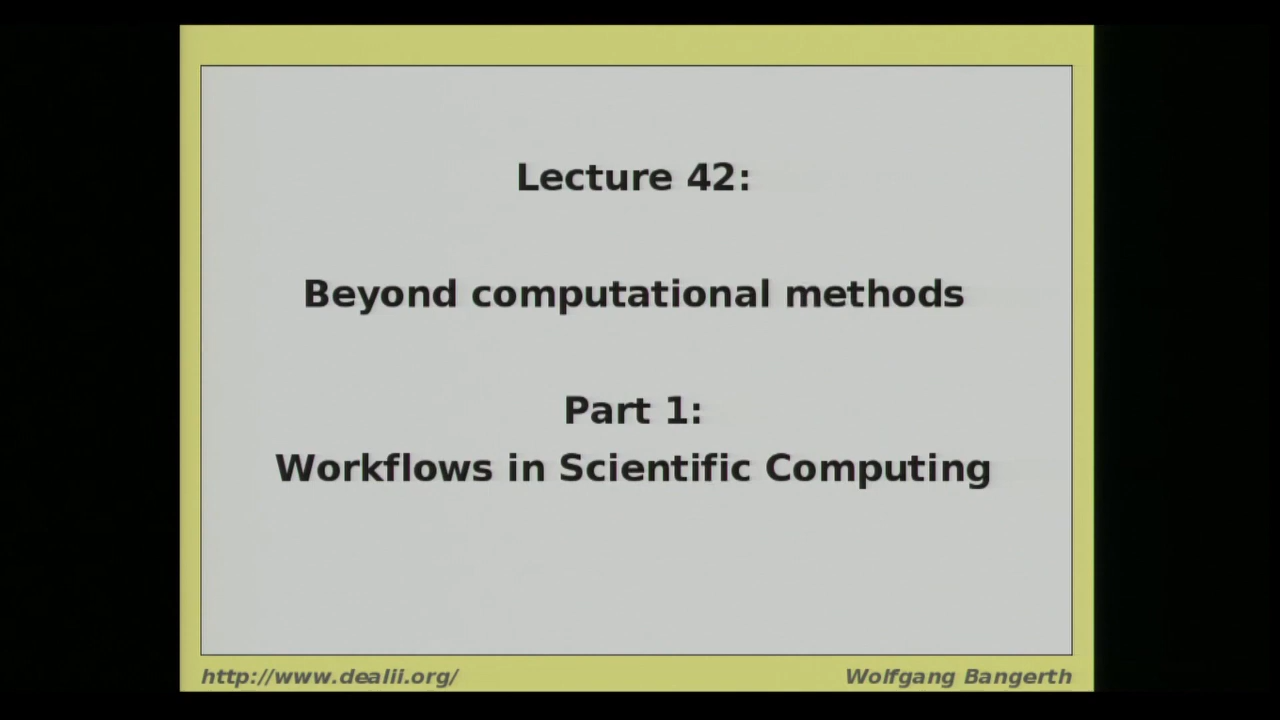 Lecture 42:
Beyond computational methods
Part 1:
Workflows in Scientific Computing
http://www.dealii.org/
Wolfgang Bangerth